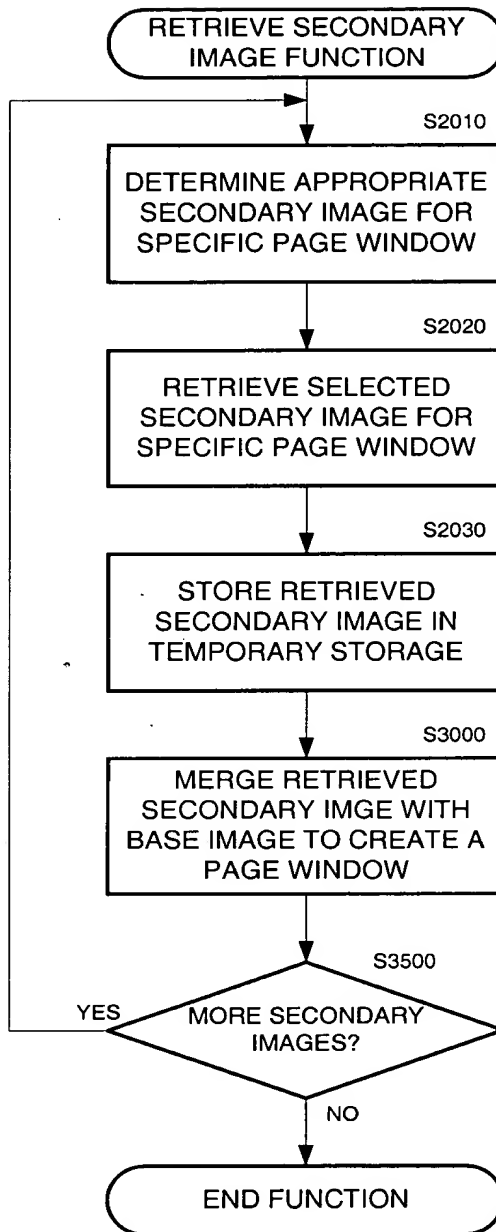 RETRIEVE SECONDARY
IMAGE FUNCTION
S2010
DETERMINE APPROPRIATE
SECONDARY IMAGE FOR
SPECIFIC PAGE WINDOW
S2020
RETRIEVE SELECTED
SECONDARY IMAGE FOR
SPECIFIC PAGE WINDOW
S2030
STORE RETRIEVED
SECONDARY IMAGE IN
TEMPORARY STORAGE
S3000
MERGE RETRIEVED
SECONDARY IMGE WITH
BASE IMAGE TO CREATE A
PAGE WINDOW
S3500
YES
MORE SECONDARY
IMAGES?
NO
END FUNCTION